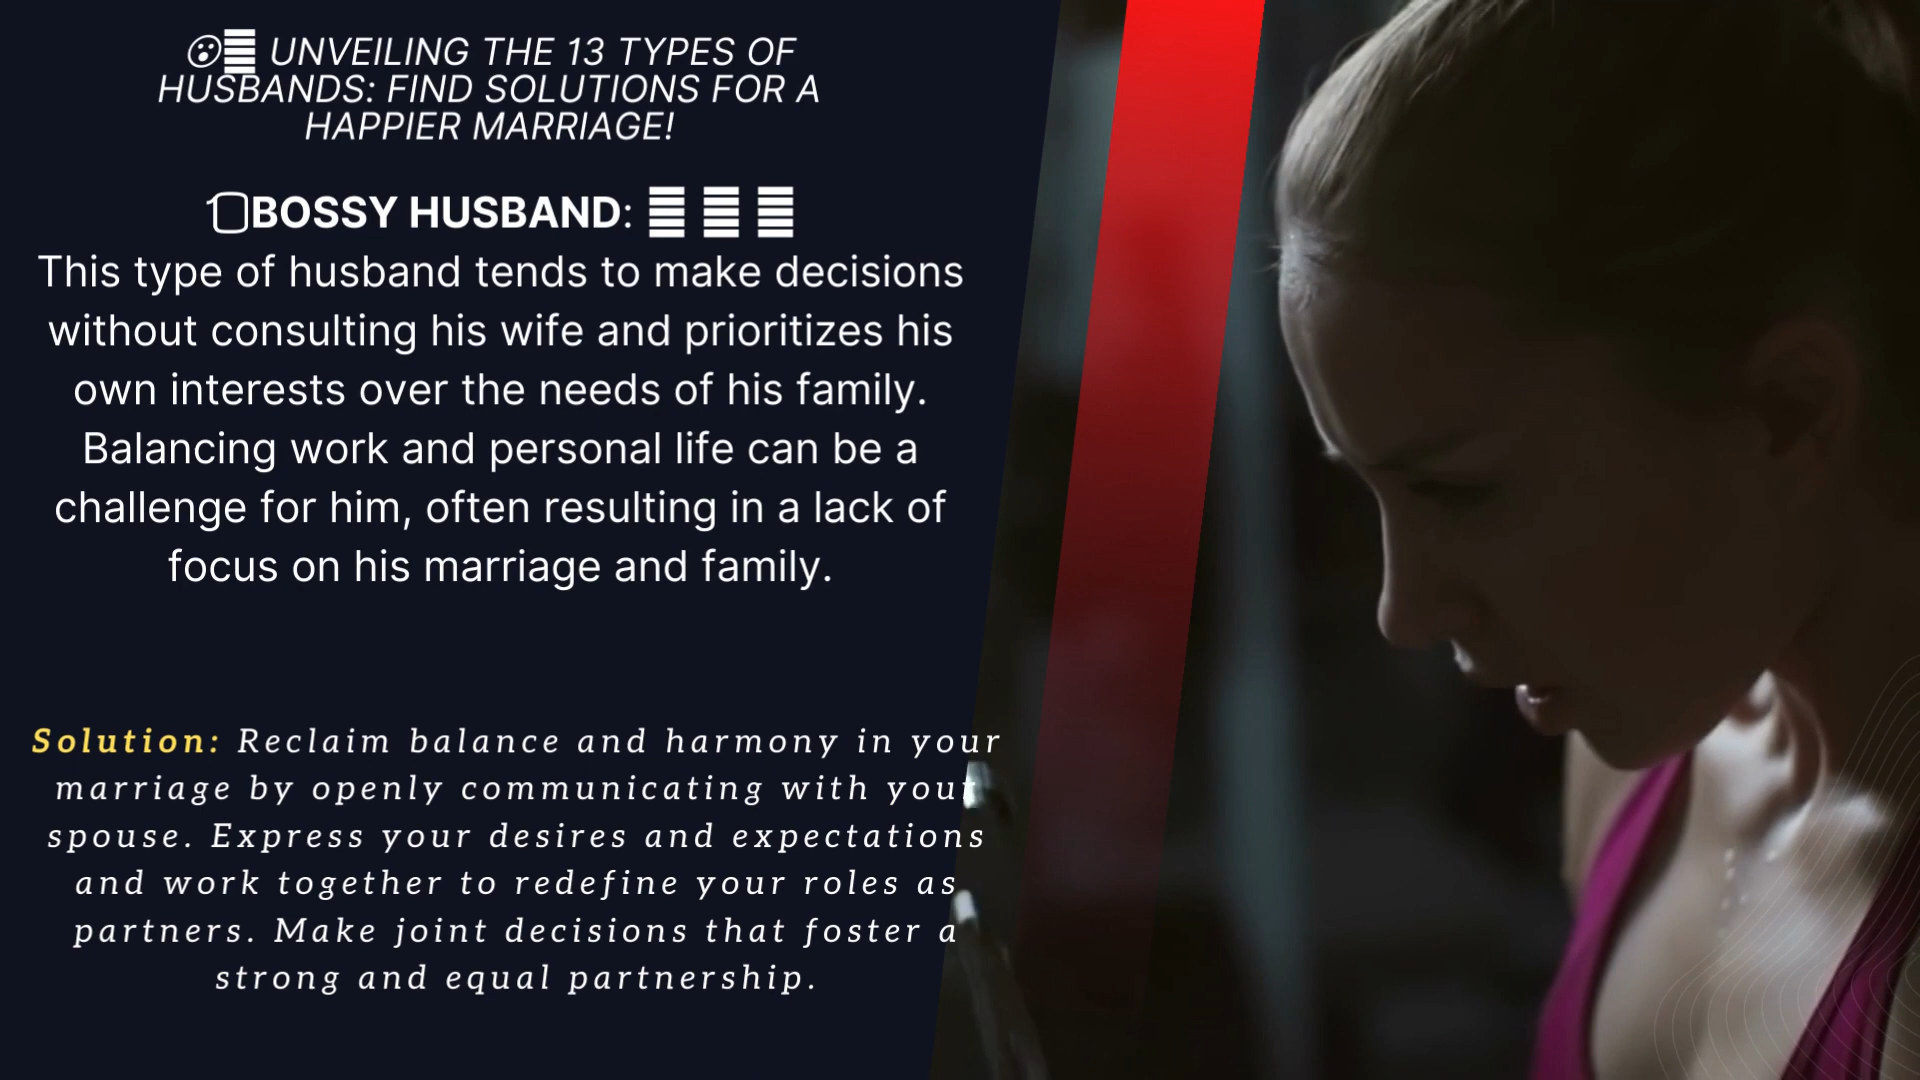 😮 UNVEILING THE 13 TYPES OF
HUSBANDS: FIND SOLUTIONS FOR A
HAPPIER MARRIAGE!
BOSSY HUSBAND:
This type of husband tends to make decisions
without consulting his wife and prioritizes his
own interests over the needs of his family.
Balancing work and personal life can be a
challenge for him, often resulting in a lack of
focus on his marriage and family.
Solution: Reclaim balance and harmony in your
marriage by openly communicating with your
spouse. Express your desires and expectations
and work together to redefine your roles as
partners. Make joint decisions that foster a
strong and equal partnership.